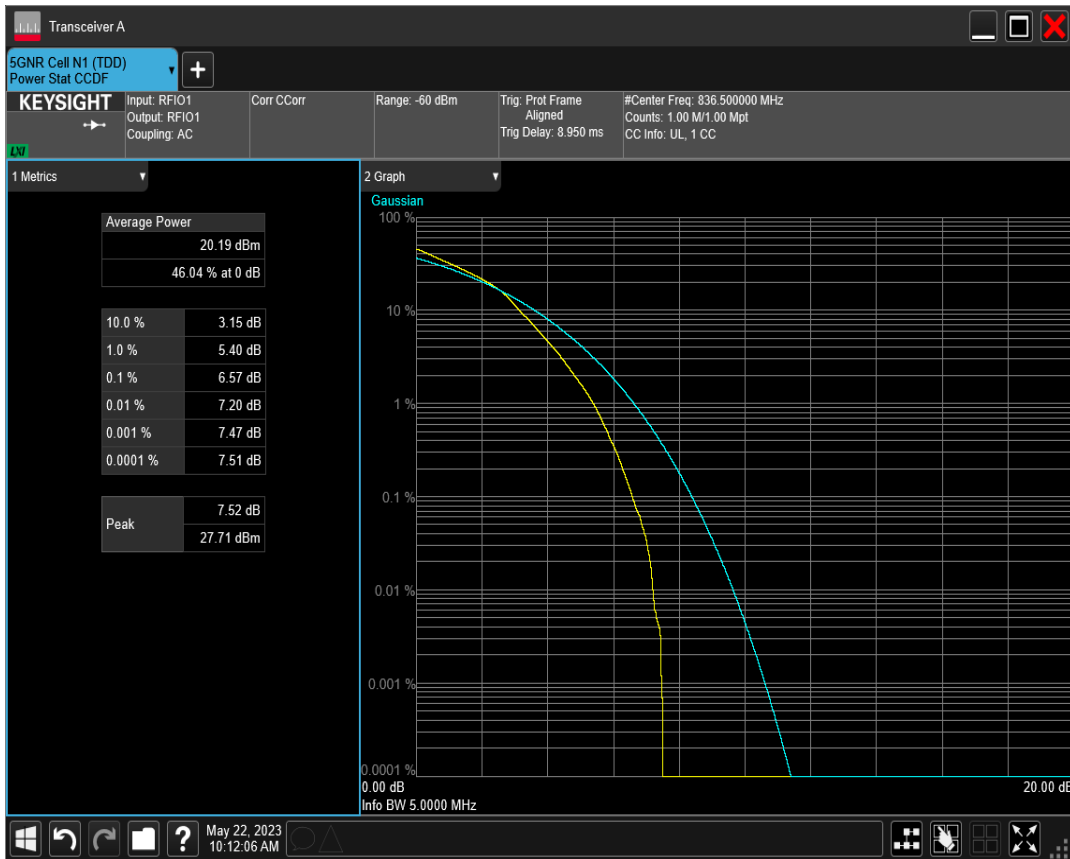 Transceiver A
5GNR Cell N1 (TDD)
Power Stat CCDF
+
KEYSIGHT
LXI
Input: RFIO1
Output: RFIO1
Coupling: AC
Corr CCorr
Range: -60 dBm
Trig: Prot Frame
Aligned
Trig Delay: 8.950 ms
#Center Freq: 836.500000 MHz
Counts: 1.00 M/1.00 Mpt
CC Info: UL, 1 CC
1 Metrics
Average Power
20.19 dBm
46.04 % at 0 dB
10.0 % 3.15 dB
1.0 % 5.40 dB
0.1 % 6.57 dB
0.01 % 7.20 dB
0.001 % 7.47 dB
0.0001 % 7.51 dB
Peak
7.52 dB
27.71 dBm
2 Graph
Gaussian
100 %
10 %
1 %
0.1 %
0.01 %
0.001 %
0.0001 %
0.00 dB 20.00 dB
Info BW 5.0000 MHz
?
May 22, 2023
10:12:06 AM